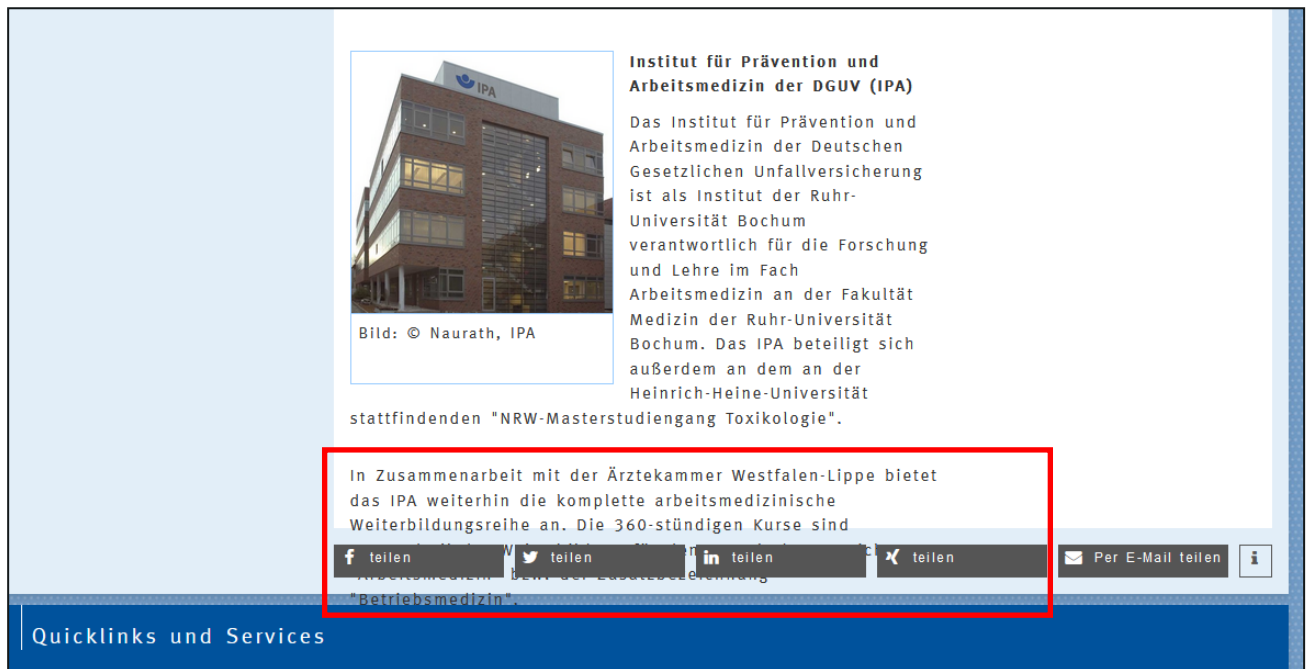 IPA
Bild: © Naurath, IPA
Institut für Prävention und
Arbeitsmedizin der DGUV (IPA)
Das Institut für Prävention und
Arbeitsmedizin der Deutschen
Gesetzlichen Unfallversicherung
ist als Institut der Ruhr-
Universität Bochum
verantwortlich für die Forschung
und Lehre im Fach
Arbeitsmedizin an der Fakultät
Medizin der Ruhr-Universität
Bochum. Das IPA beteiligt sich
außerdem an dem an der
Heinrich-Heine-Universität
stattfindenden "NRW-Masterstudiengang Toxikologie".
In Zusammenarbeit mit der Ärztekammer Westfalen-Lippe bietet
das IPA weiterhin die komplette arbeitsmedizinische
Weiterbildungsreihe an. Die 360-stündigen Kurse sind
teilen teilen teilen teilen Per E-Mail teilen i
"Arbeitsmedizin" bzw. der Zusatzbezeichnung
"Betriebsmedizin".
Quicklinks und Services